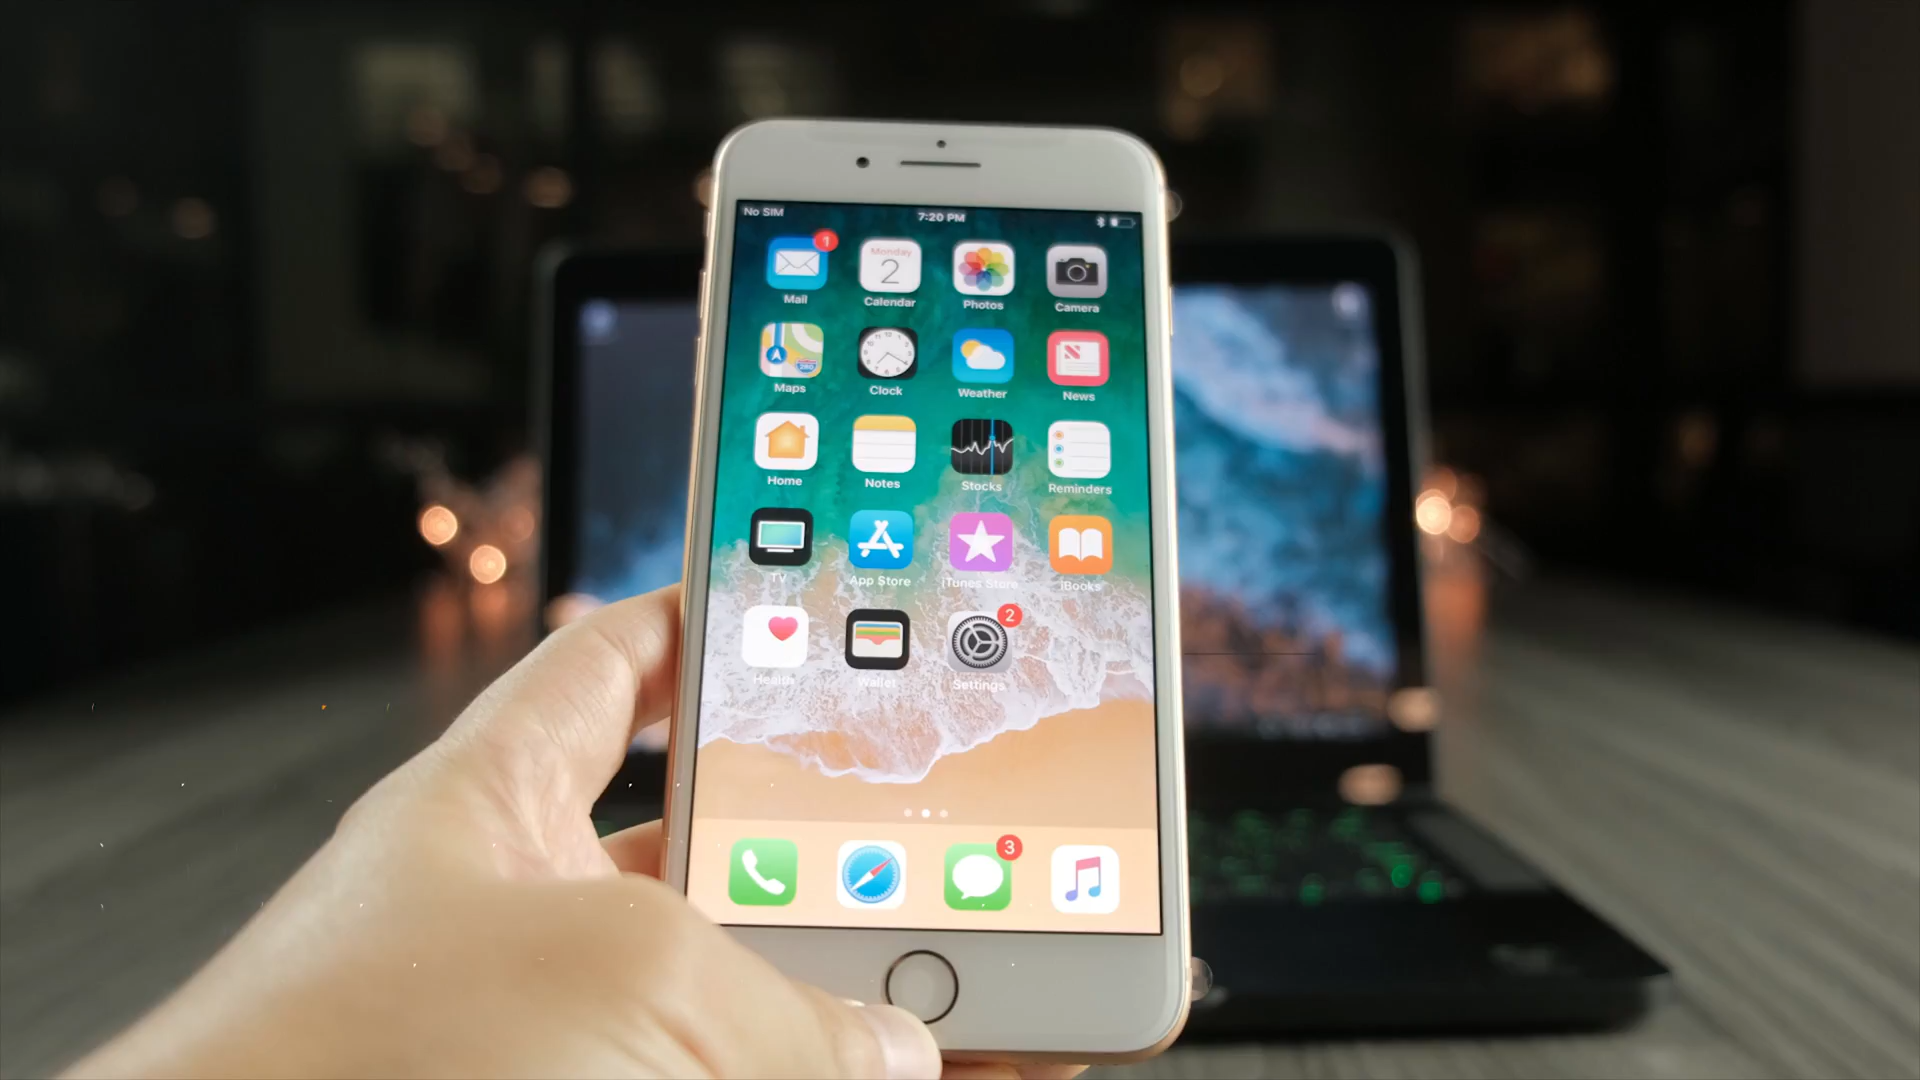 No SIM 7:20 PM
1 Monday
2
Mail Calendar Photos Camera
280
Maps Clock Weather News
Home Notes Stocks Reminders
TV App Store iTunes Store iBooks
2
Health Wallet Settings
3